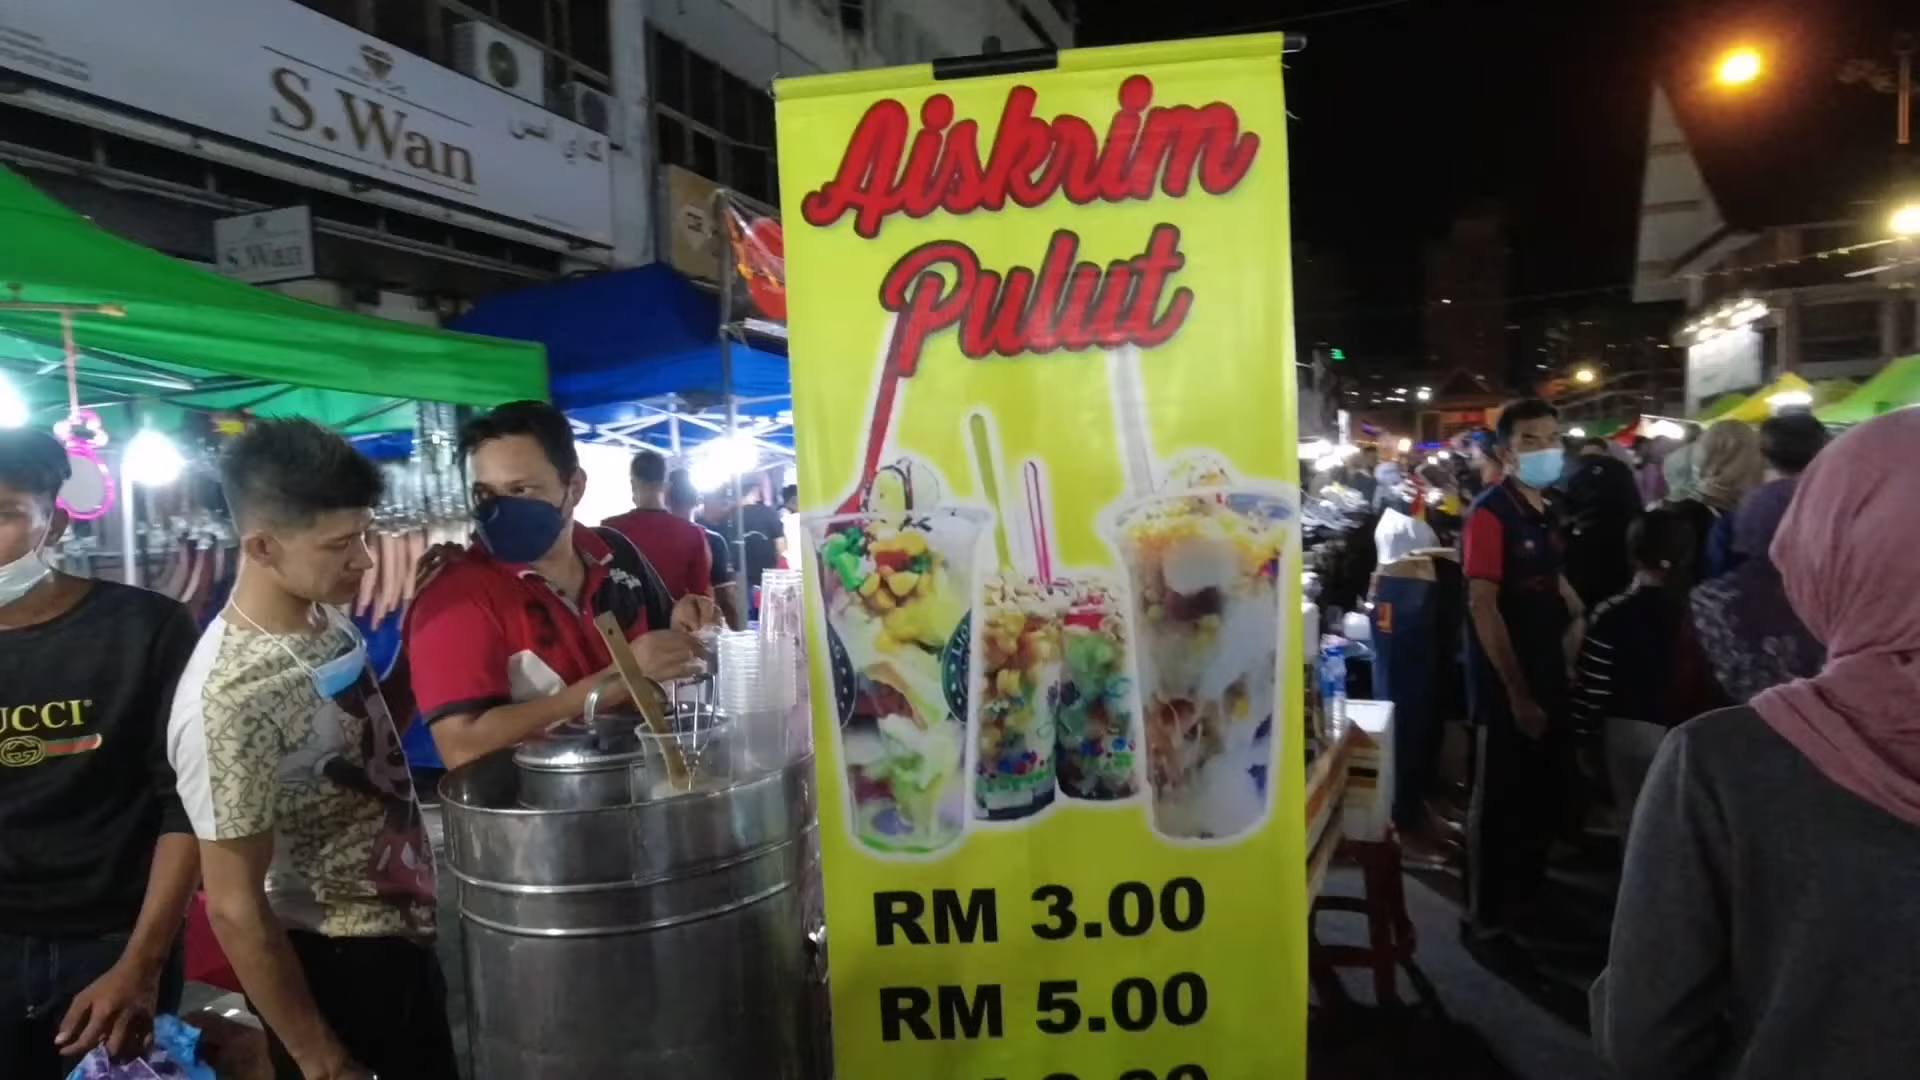 S.Wan
S.Wan
Aiskrim
Pulut
RM 3.00
RM 5.00
UCCI